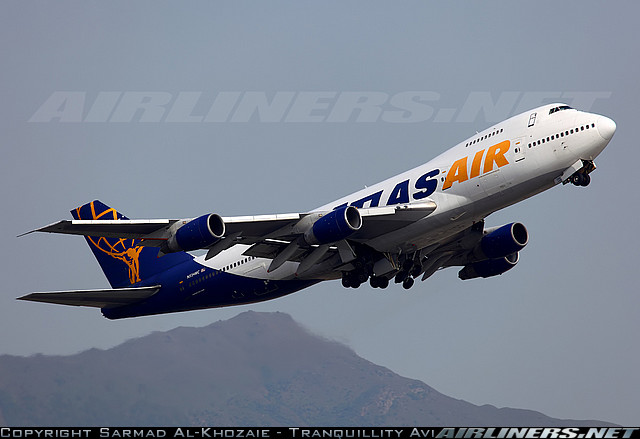 AIRLINERS.NET
ATLAS AIR
COPYRIGHT SARMAD AL-KHOZAIE - TRANQUILLITY AVI
AIRLINERS.NET